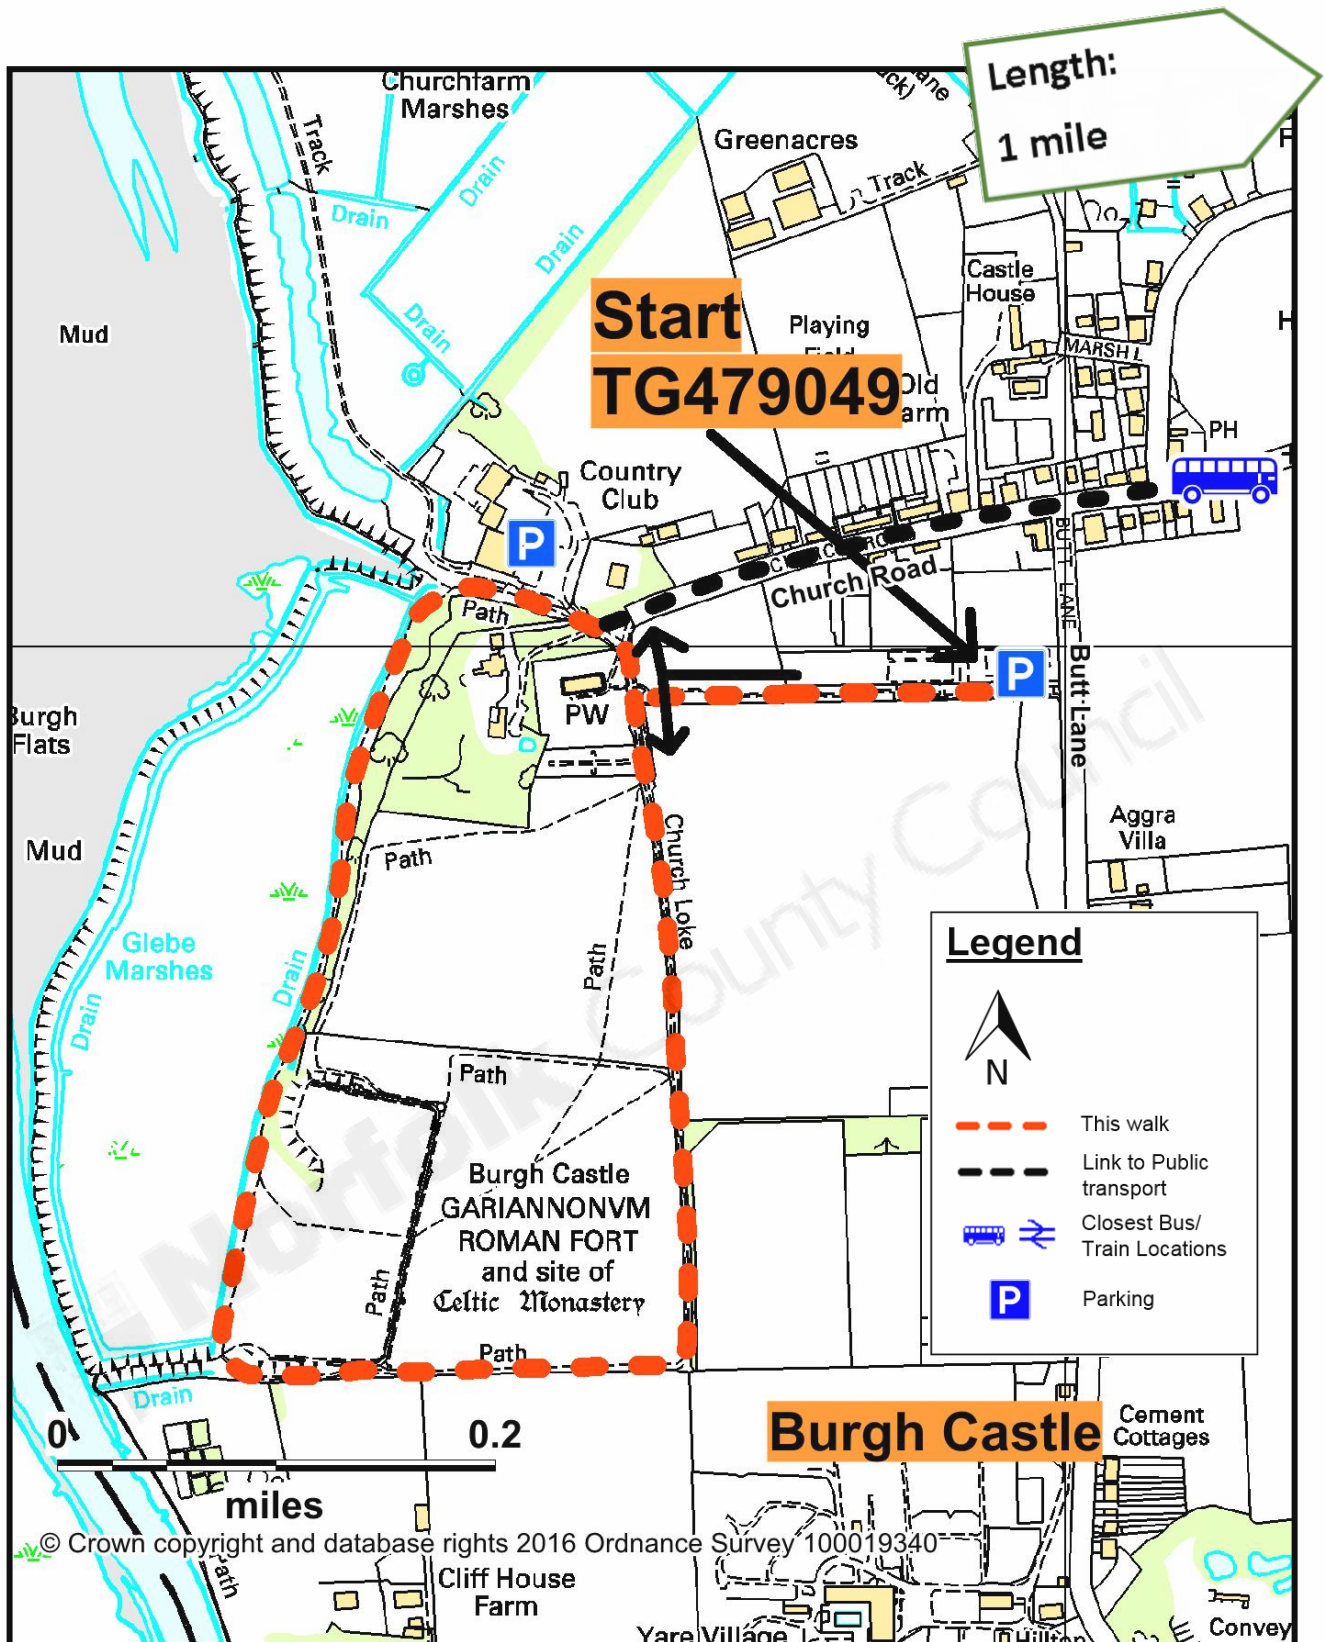 Length:
1 mile
Churchfarm
Marshes
Track
Drain
Drain
Drain
Drain
Greenacres
Track
Castle
House
Mud
Start
TG479049
Playing
Old
MARSH
PH
Country
Club
P
Church Road
BUTT LANE
Path
P
Butt Lane
PW
Burgh
Flats
Mud
Path
Church Loke
Aggra
Villa
Glebe
Marshes
Drain
Drain
Path
Path
Norfolk County Council
Burgh Castle
GARIANNONVM
ROMAN FORT
and site of
Celtic Monastery
Path
Path
Drain
Legend
N
This walk
Link to Public
transport
Closest Bus/
Train Locations
P
Parking
0
0.2
miles
Burgh Castle
Cement
Cottages
© Crown copyright and database rights 2016 Ordnance Survey 100019340
Path
Cliff House
Farm
Yare Village
Hilltop
Convey